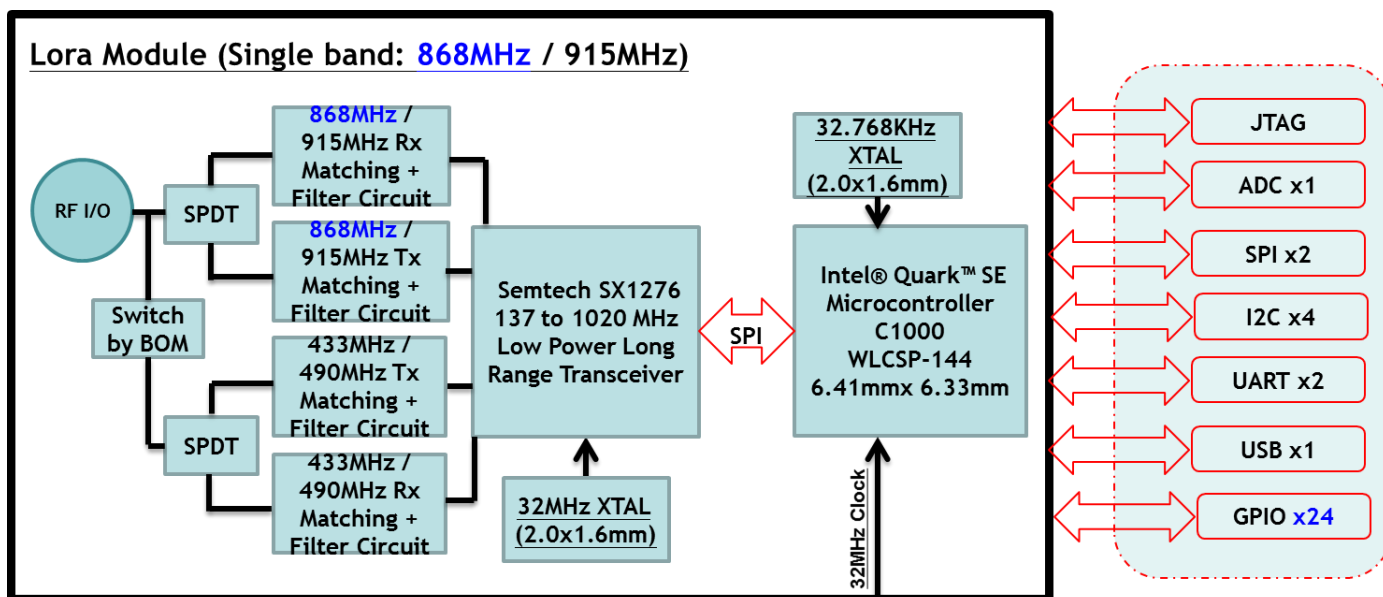 Lora Module (Single band: 868MHz / 915MHz)
868MHz /
915MHz Rx
Matching +
Filter Circuit
RF I/O
SPDT
868MHz /
915MHz Tx
Matching +
Filter Circuit
Switch
by BOM
433MHz /
490MHz Tx
Matching +
Filter Circuit
SPDT
433MHz /
490MHz Rx
Matching +
Filter Circuit
Semtech SX1276
137 to 1020 MHz
Low Power Long
Range Transceiver
32MHz XTAL
(2.0x1.6mm)
SPI
32.768KHz
XTAL
(2.0x1.6mm)
Intel® Quark™ SE
Microcontroller
C1000
WLCSP-144
6.41mmx 6.33mm
32MHz Clock
JTAG
ADC x1
SPI x2
I2C x4
UART x2
USB x1
GPIO x24